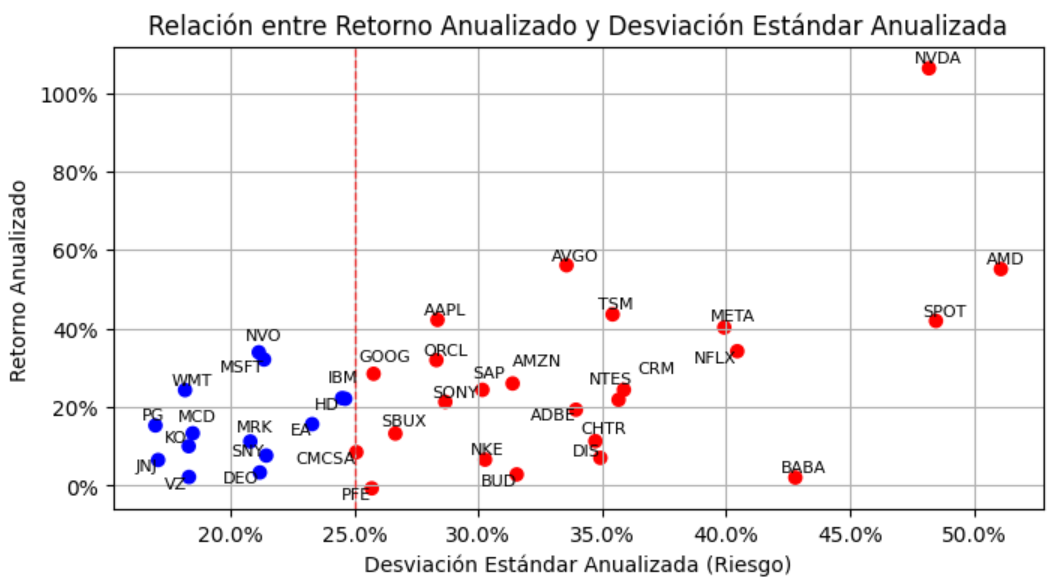 Relación entre Retorno Anualizado y Desviación Estándar Anualizada
Retorno Anualizado
100%
80%
60%
40%
20%
0%
NVDA
AVGO
AMD
TSM
AAPL
META
SPOT
NVO
ORCL
MSFT
GOOG
AMZN
NFLX
CRM
WMT
IBM
SAP
NTES
HD
SONY
PG
MCD
SBUX
ADBE
KO
MRK
EA
CHTR
JNJ
SNY
CMCSA
NKE
DIS
VZ
DEO
PFE
BUD
BABA
20.0%
25.0%
30.0%
35.0%
40.0%
45.0%
50.0%
Desviación Estándar Anualizada (Riesgo)